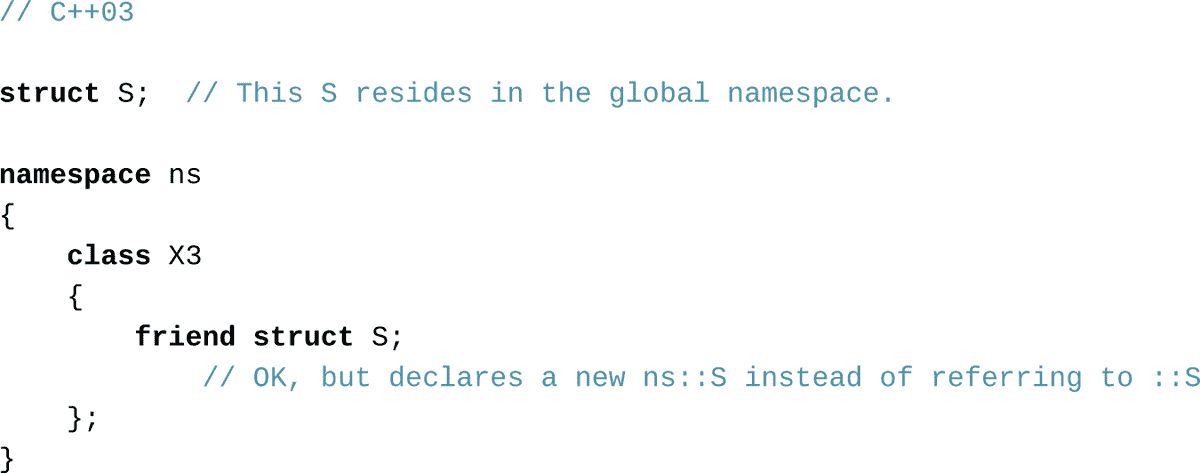 // C++03
struct S;  // This S resides in the global namespace.
namespace ns
{
    class X3
    {
        friend struct S;
            // OK, but declares a new ns::S instead of referring to ::S
    };
}